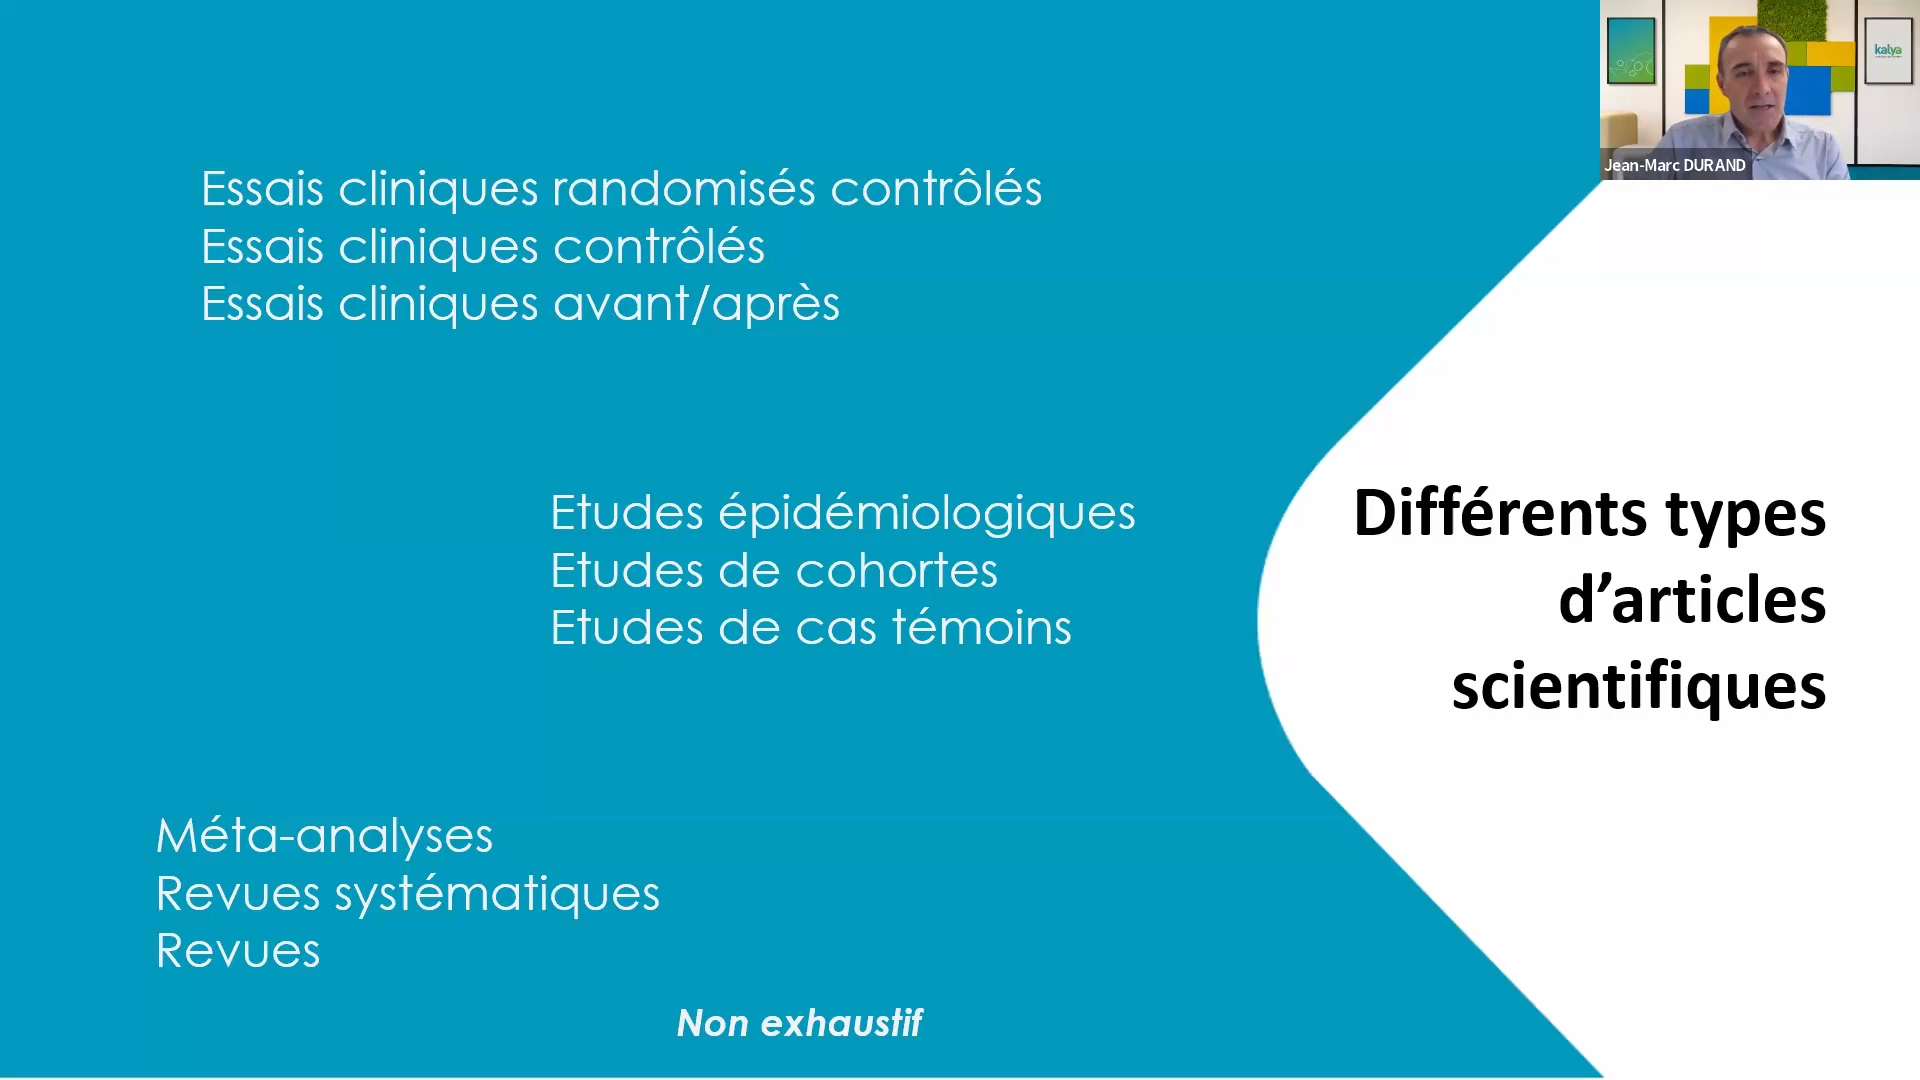 kalya
Jean-Marc DURAND
Essais cliniques randomisés contrôlés
Essais cliniques contrôlés
Essais cliniques avant/après
Etudes épidémiologiques
Etudes de cohortes
Etudes de cas témoins
Différents types
d’articles
scientifiques
Méta-analyses
Revues systématiques
Revues
Non exhaustif